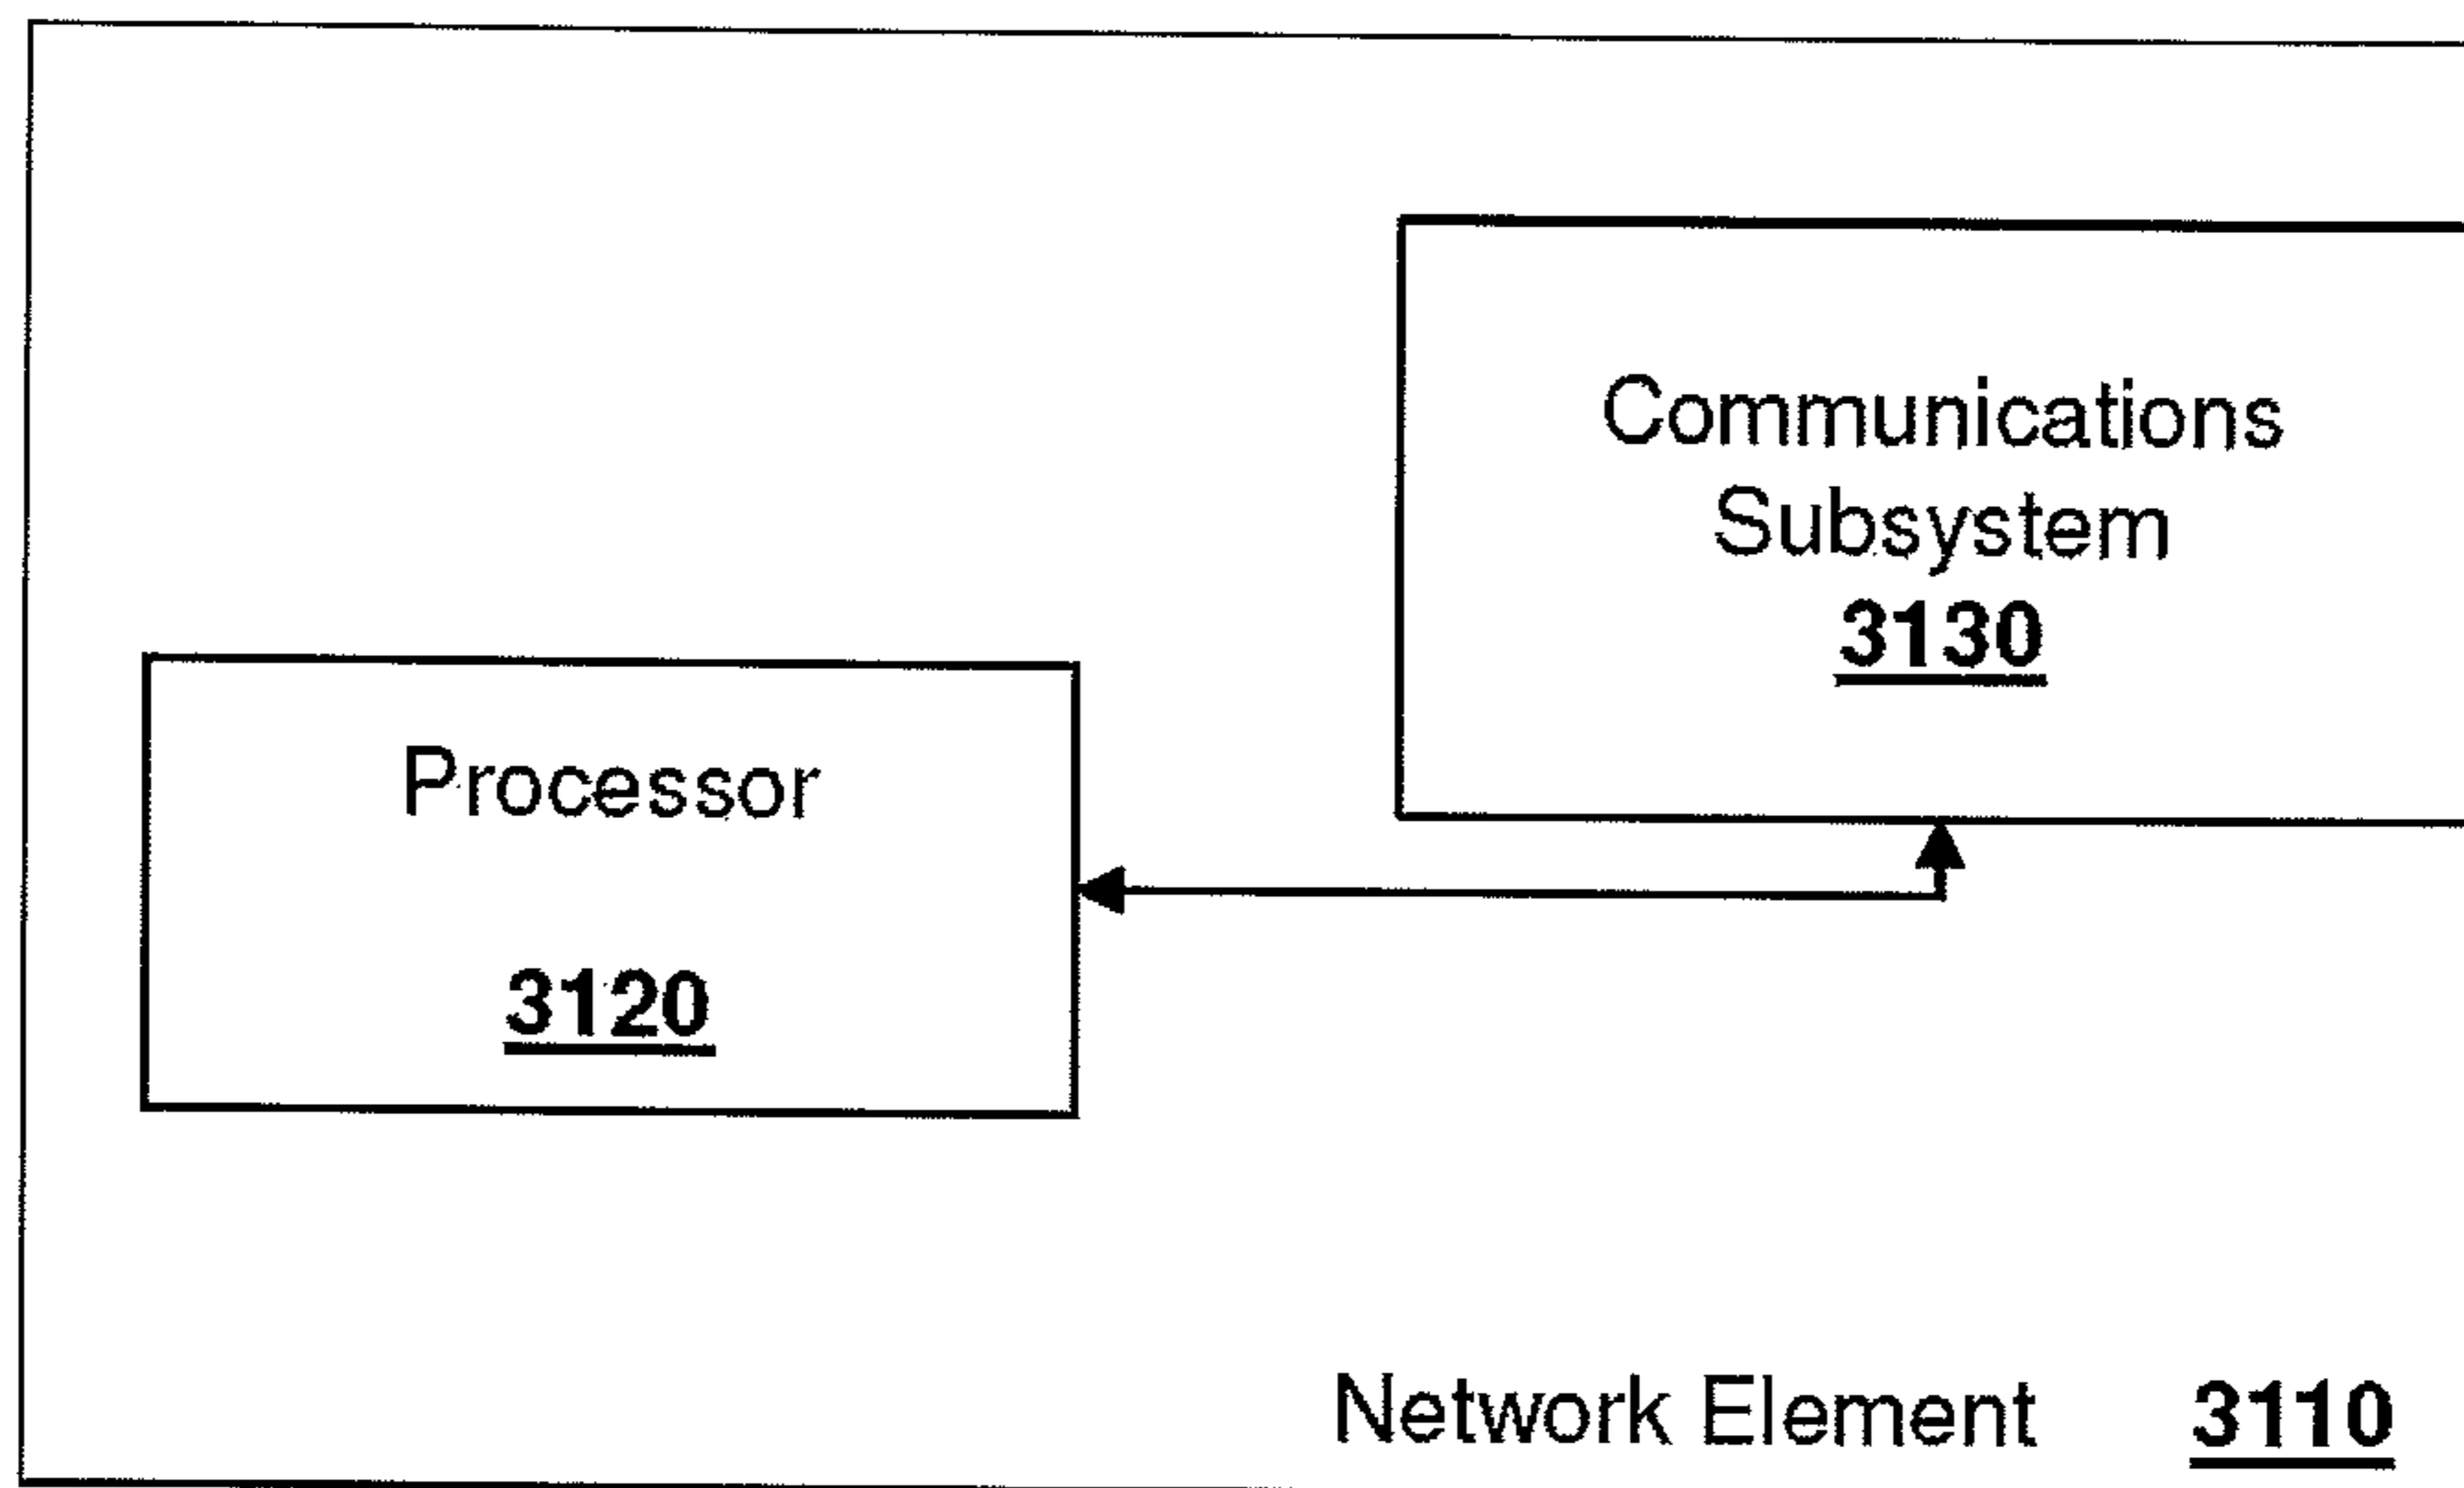 Communications
Subsystem
3130
Processor
3120
Network Element 3110